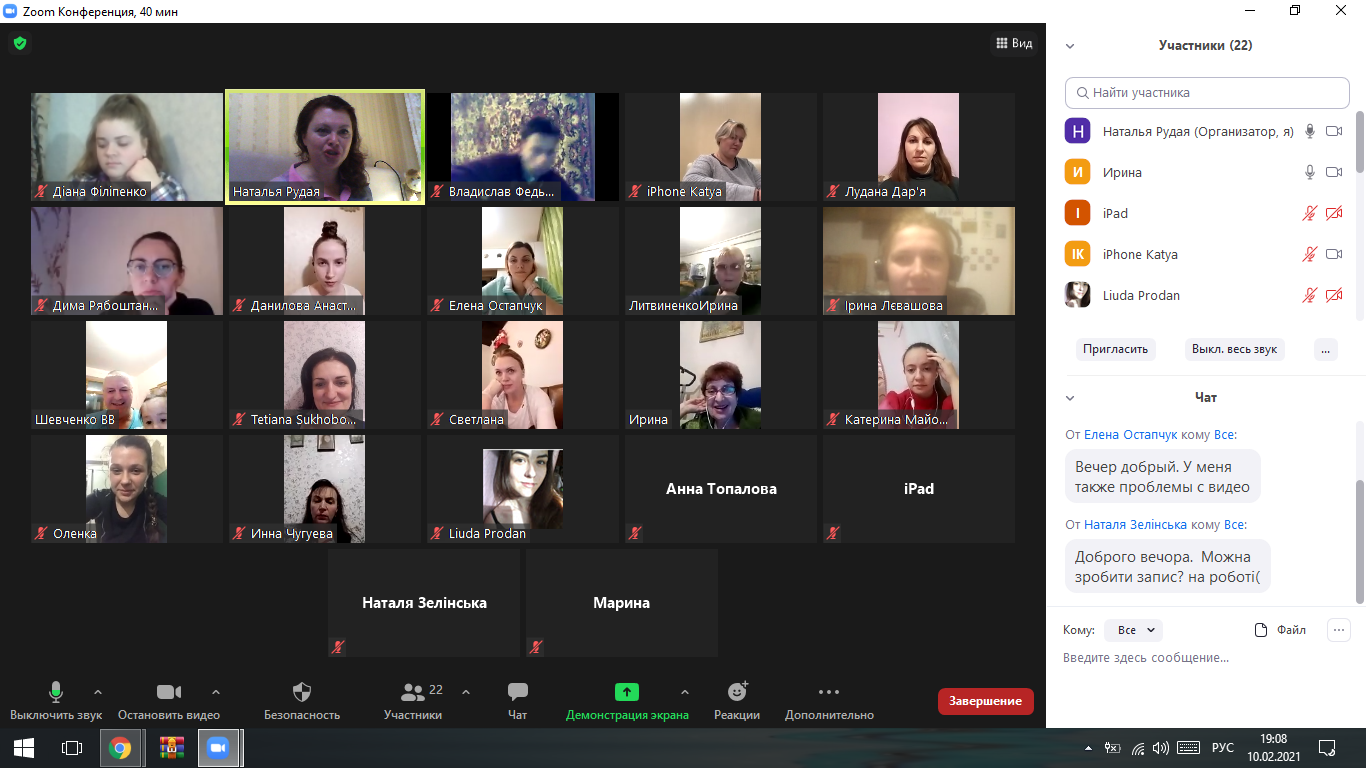 Zoom Конференция, 40 мин
Вид
Діана Філіпенко
Наталья Рудая
Владислав Федь...
iPhone Katya
Лудана Дар'я
Дима Рябоштан...
Данилова Анаст...
Елена Остапчук
ЛитвиненкоИрина
Ірина Лєвашова
Шевченко ВВ
Tetiana Sukhobo...
Светлана
Ирина
Катерина Майо...
Оленка
Инна Чугуева
Liuda Prodan
Анна Топалова
iPad
Наталя Зелінська
Марина
Выключить звук
Остановить видео
Безопасность
22
Участники
Чат
Демонстрация экрана
Реакции
Дополнительно
Завершение
Участники (22)
Найти участника
Н
Наталья Рудая (Организатор, я)
И
Ирина
I
iPad
IK
iPhone Katya
Liuda Prodan
Пригласить
Выкл. весь звук
...
Чат
От Елена Остапчук кому Все:
Вечер добрый. У меня
также проблемы с видео
От Наталя Зелінська кому Все:
Доброго вечора.  Можна
зробити запис? на роботі(
Кому:
Все
Файл
Введите здесь сообщение...
РУС
19:08
10.02.2021